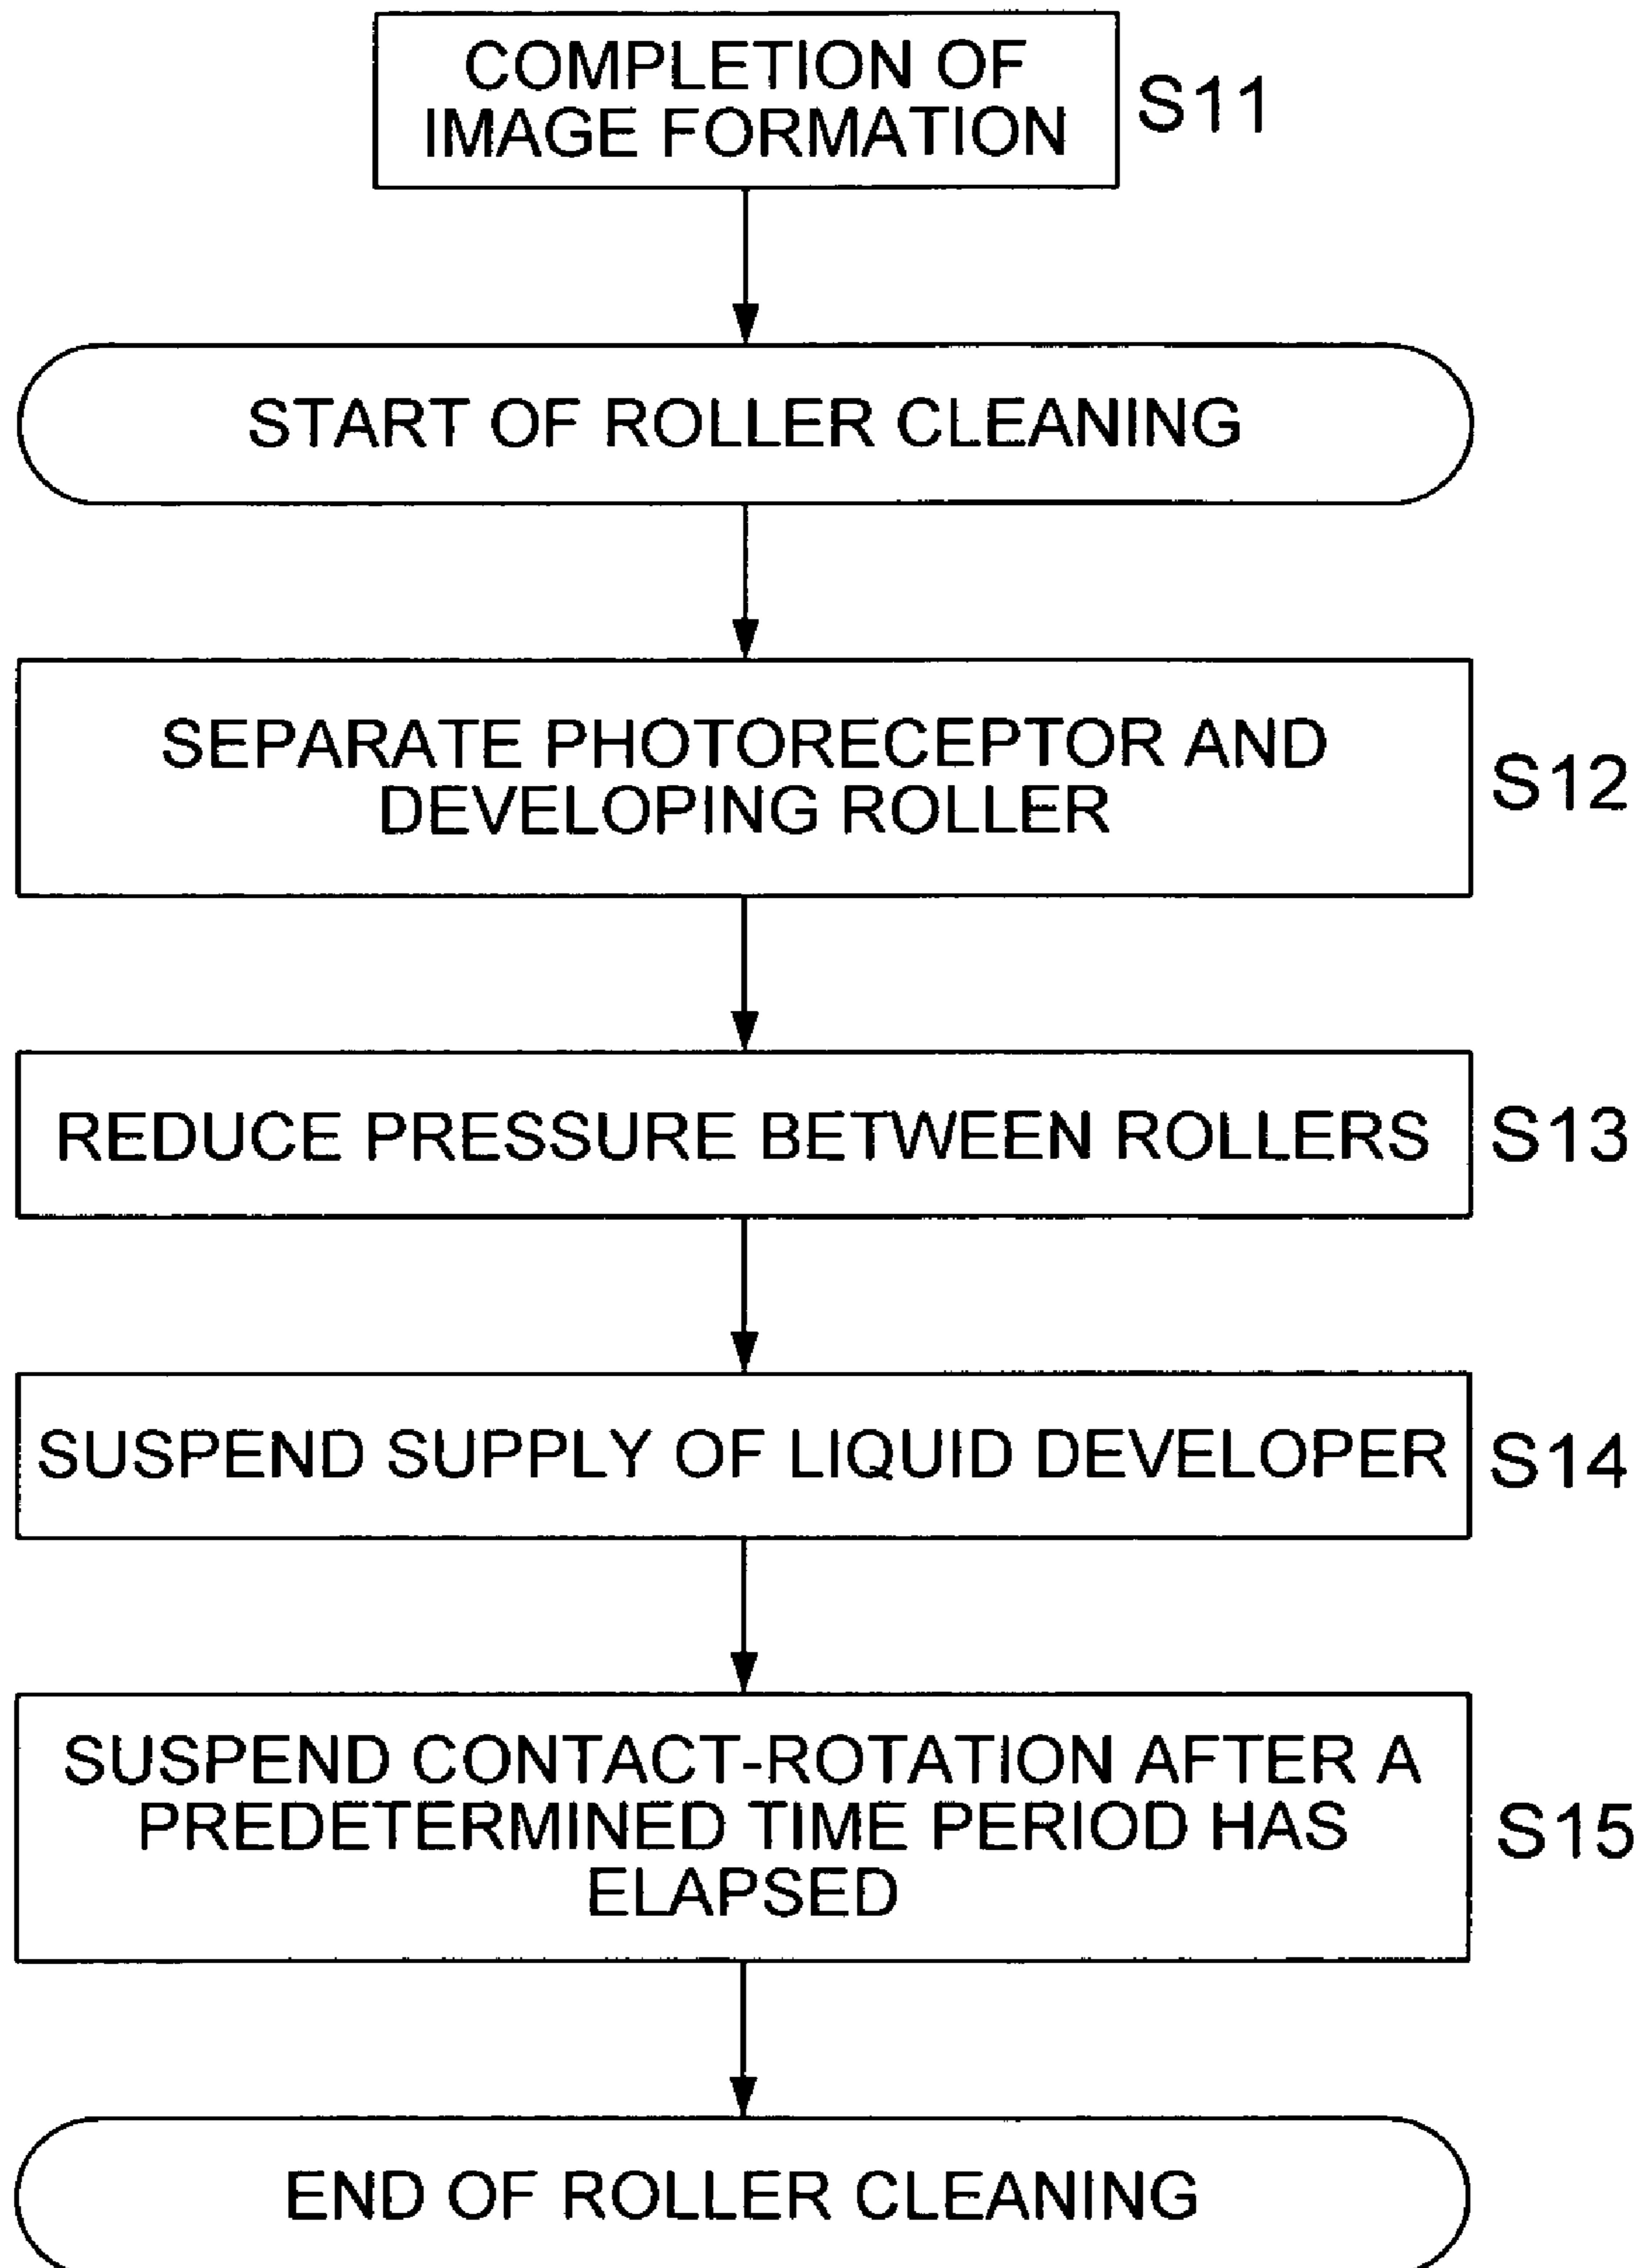 COMPLETION OF
IMAGE FORMATION
S11
START OF ROLLER CLEANING
SEPARATE PHOTORECEPTOR AND
DEVELOPING ROLLER
S12
REDUCE PRESSURE BETWEEN ROLLERS
S13
SUSPEND SUPPLY OF LIQUID DEVELOPER
S14
SUSPEND CONTACT-ROTATION AFTER A
PREDETERMINED TIME PERIOD HAS
ELAPSED
S15
END OF ROLLER CLEANING